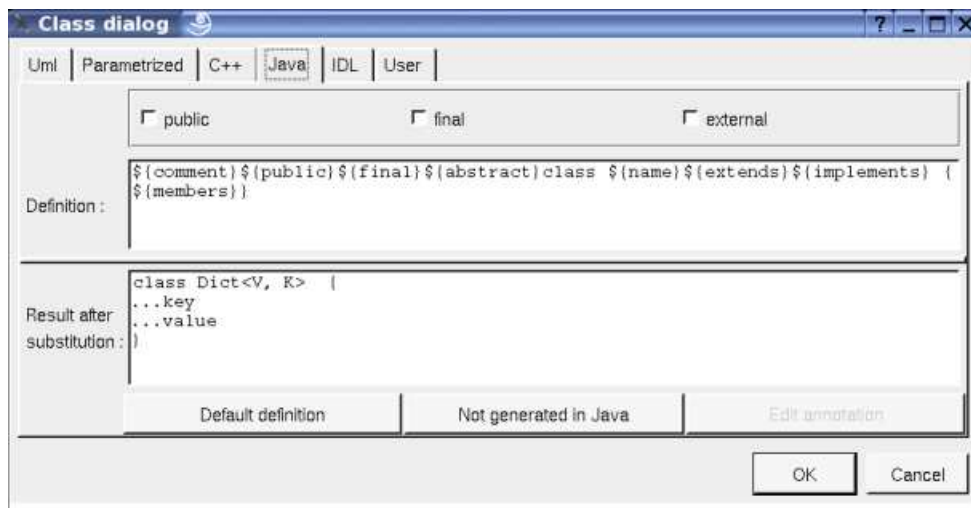 Class dialog
Uml Parametrized C++ Java IDL User
public final external
Definition :
${comment}${public}${final}${abstract}class ${name}${extends}${implements} {
${members}}
Result after
substitution :
class Dict<V, K>  {
...key
...value
}
Default definition Not generated in Java Edit annotation
OK Cancel